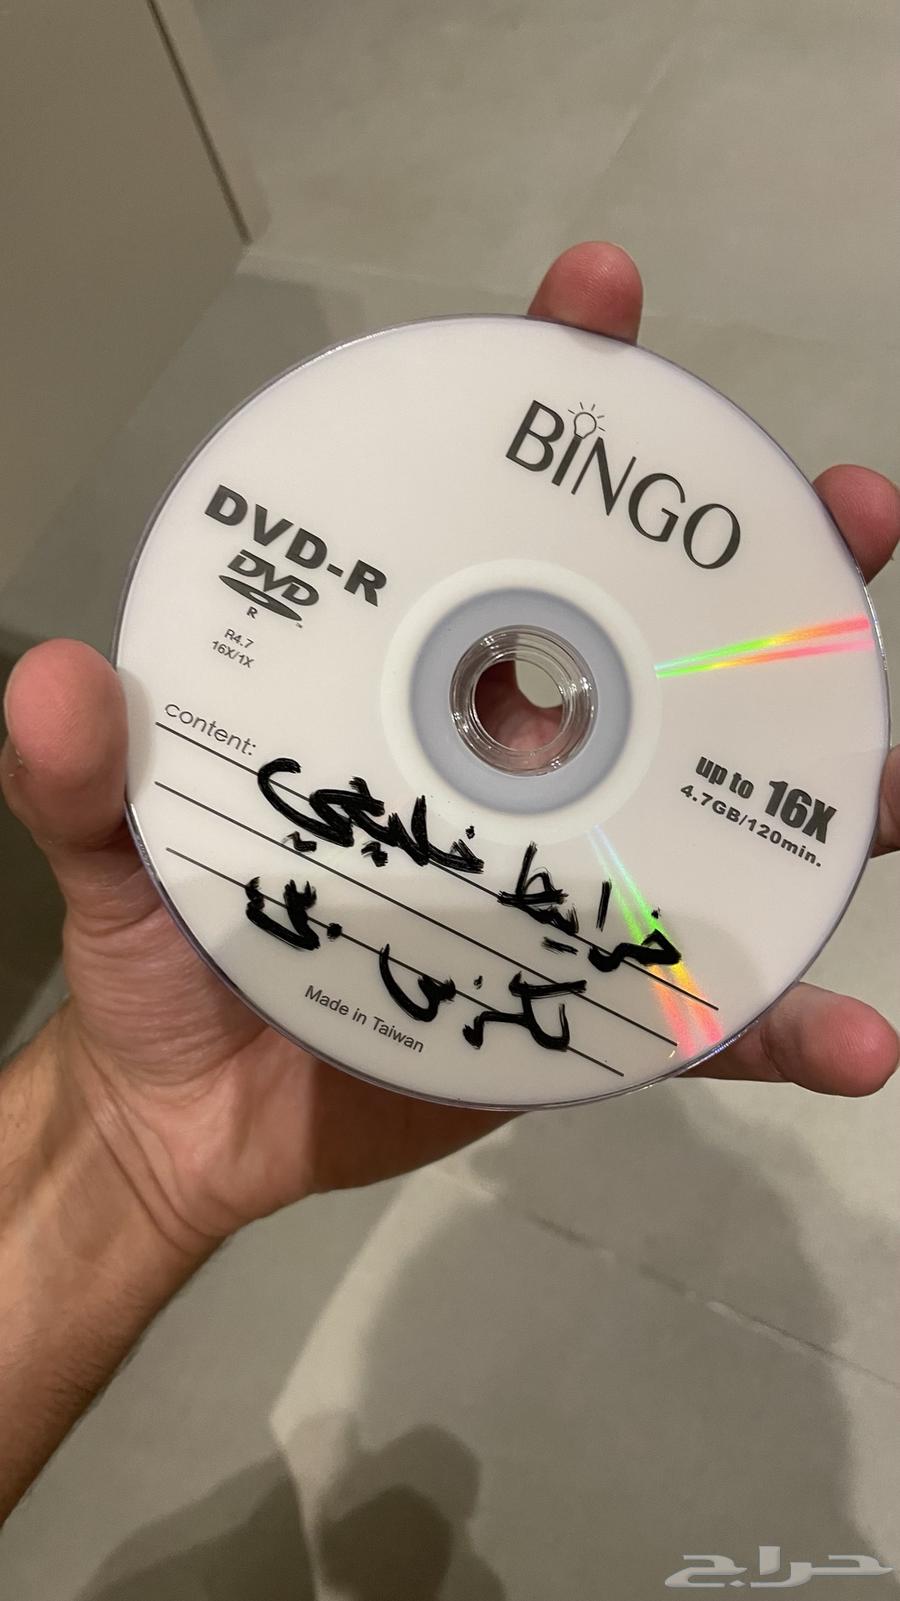 BINGO
DVD-R
DVD
R
R4.7
16X/1X
content:
up to 16X
4.7GB/120min.
خرايط خليجي
Made in Taiwan
حراج